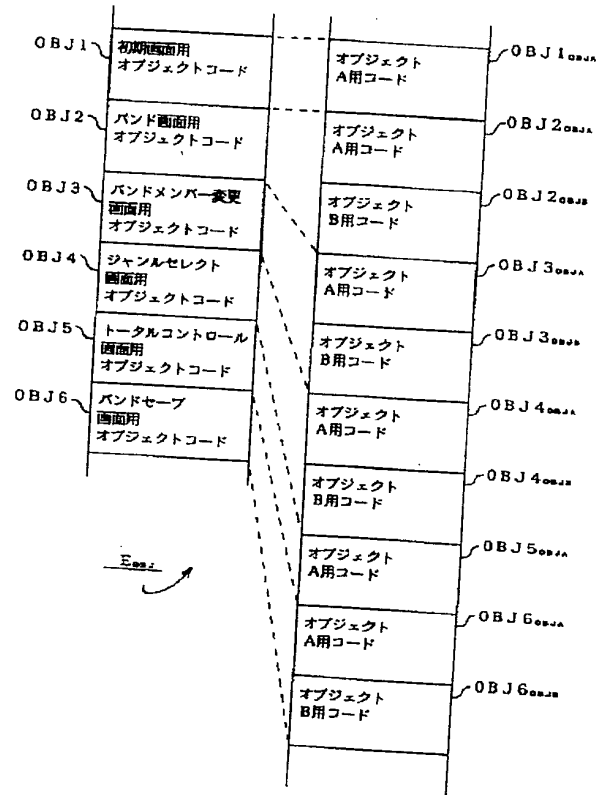 OBJ1
初期画面用
オブジェクトコード
OBJ2
バンド画面用
オブジェクトコード
OBJ3
バンドメンバー変更
画面用
オブジェクトコード
OBJ4
ジャンルセレクト
画面用
オブジェクトコード
OBJ5
トータルコントロール
画面用
オブジェクトコード
OBJ6
バンドセーブ
画面用
オブジェクトコード
EOBJ
オブジェクト
A用コード
OBJ1OBJA
オブジェクト
A用コード
OBJ2OBJA
オブジェクト
B用コード
OBJ2OBJB
オブジェクト
A用コード
OBJ3OBJA
オブジェクト
B用コード
OBJ3OBJB
オブジェクト
A用コード
OBJ4OBJA
オブジェクト
B用コード
OBJ4OBJB
オブジェクト
A用コード
OBJ5OBJA
オブジェクト
A用コード
OBJ6OBJA
オブジェクト
B用コード
OBJ6OBJB